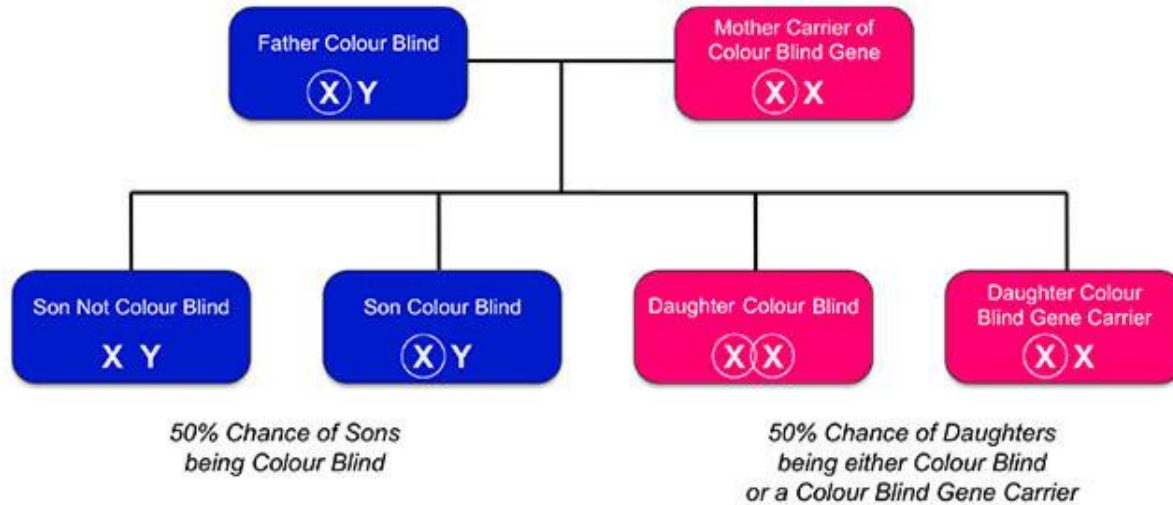 Father Colour Blind
X Y
Mother Carrier of
Colour Blind Gene
X X
Son Not Colour Blind
X Y
Son Colour Blind
X Y
Daughter Colour Blind
X X
Daughter Colour
Blind Gene Carrier
X X
50% Chance of Sons
being Colour Blind
50% Chance of Daughters
being either Colour Blind
or a Colour Blind Gene Carrier